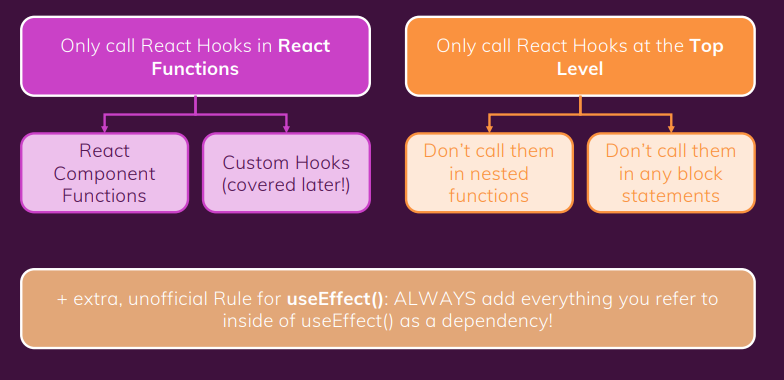 Only call React Hooks in React
Functions
Only call React Hooks at the Top
Level
React
Component
Functions
Custom Hooks
(covered later!)
Don’t call them
in nested
functions
Don’t call them
in any block
statements
+ extra, unofficial Rule for useEffect(): ALWAYS add everything you refer to
inside of useEffect() as a dependency!